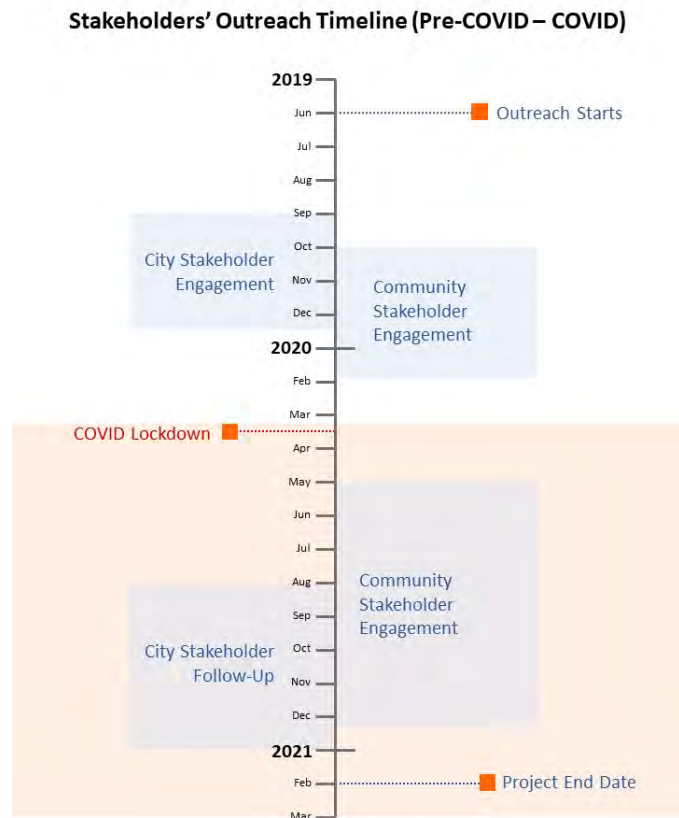 Stakeholders’ Outreach Timeline (Pre-COVID – COVID)
2019
Jun
Outreach Starts
Jul
Aug
Sep
Oct
City Stakeholder
Engagement
Nov
Community
Stakeholder
Engagement
Dec
2020
Feb
Mar
COVID Lockdown
Apr
May
Jun
Jul
Aug
Community
Stakeholder
Engagement
Sep
Oct
City Stakeholder
Follow-Up
Nov
Dec
2021
Feb
Project End Date
Mar